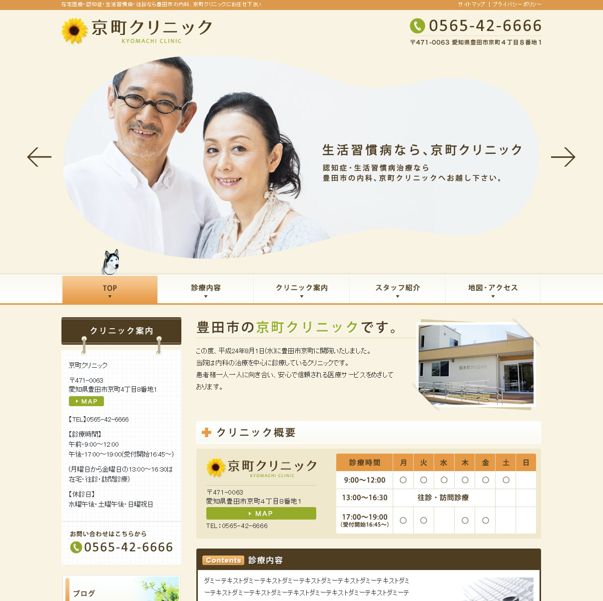 在宅医療・認知症・生活習慣病・往診なら豊田市の内科、京町クリニックにお任せ下さい
サイトマップ | プライバシーポリシー
京町クリニック
KYOMACHI CLINIC
0565-42-6666
〒471-0063 愛知県豊田市京町4丁目8番地1
生活習慣病なら、京町クリニック
認知症・生活習慣病治療なら
豊田市の内科、京町クリニックへお越し下さい。
TOP
診療内容
クリニック案内
スタッフ紹介
地図・アクセス
クリニック案内
京町クリニック
〒471-0063
愛知県豊田市京町4丁目8番地1
MAP
【TEL】0565-42-6666
【診療時間】
午前・9:00～12:00
午後・17:00～19:00(受付開始16:45～)
(月曜日から金曜日の13:00～16:30は
在宅・往診・訪問診療)
【休診日】
水曜午後・土曜午後・日曜祝日
お問い合わせはこちらから
0565-42-6666
ブログ
豊田市の京町クリニックです。
この度、平成24年8月1日(水)に豊田市京町に開院いたしました。
当院は内科の治療を中心に診療しているクリニックです。
患者様一人一人に向き合い、安心で信頼される医療サービスをめざして
おります。
クリニック概要
京町クリニック
KYOMACHI CLINIC
〒471-0063
愛知県豊田市京町4丁目8番地1
MAP
TEL：0565-42-6666
診療時間 月 火 水 木 金 土 日
9:00～12:00 ○ ○ ○ ○ ○ ○
13:00～16:30 往診・訪問診療
17:00～19:00 ○ ○ ○ ○
(受付開始16:45～)
Contents 診療内容
ダミーテキストダミーテキストダミーテキストダミーテキストダミーテキストダミ
ーテキストダミーテキストダミーテキストダミーテキストダミーテキストダミーテ